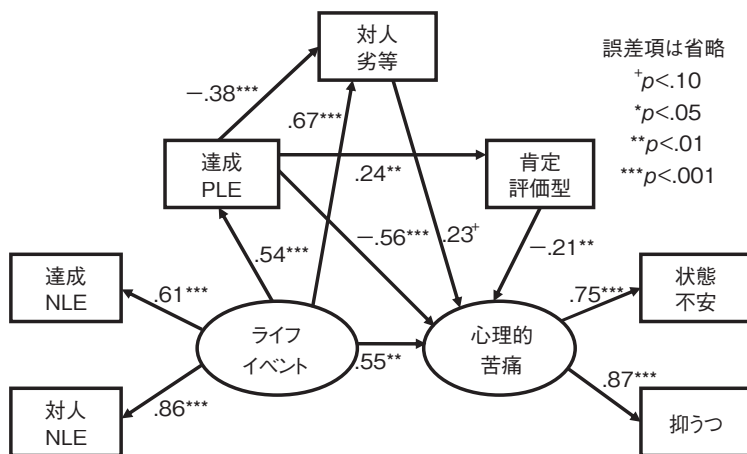 対人
劣等
誤差項は省略
+p<.10
*p<.05
**p<.01
***p<.001
−.38***
.67***
達成
PLE
.24**
肯定
評価型
−.56***
.23+
−.21**
.54***
達成
NLE
.61***
ライフ
イベント
.55**
心理的
苦痛
.75***
状態
不安
対人
NLE
.86***
.87***
抑うつ